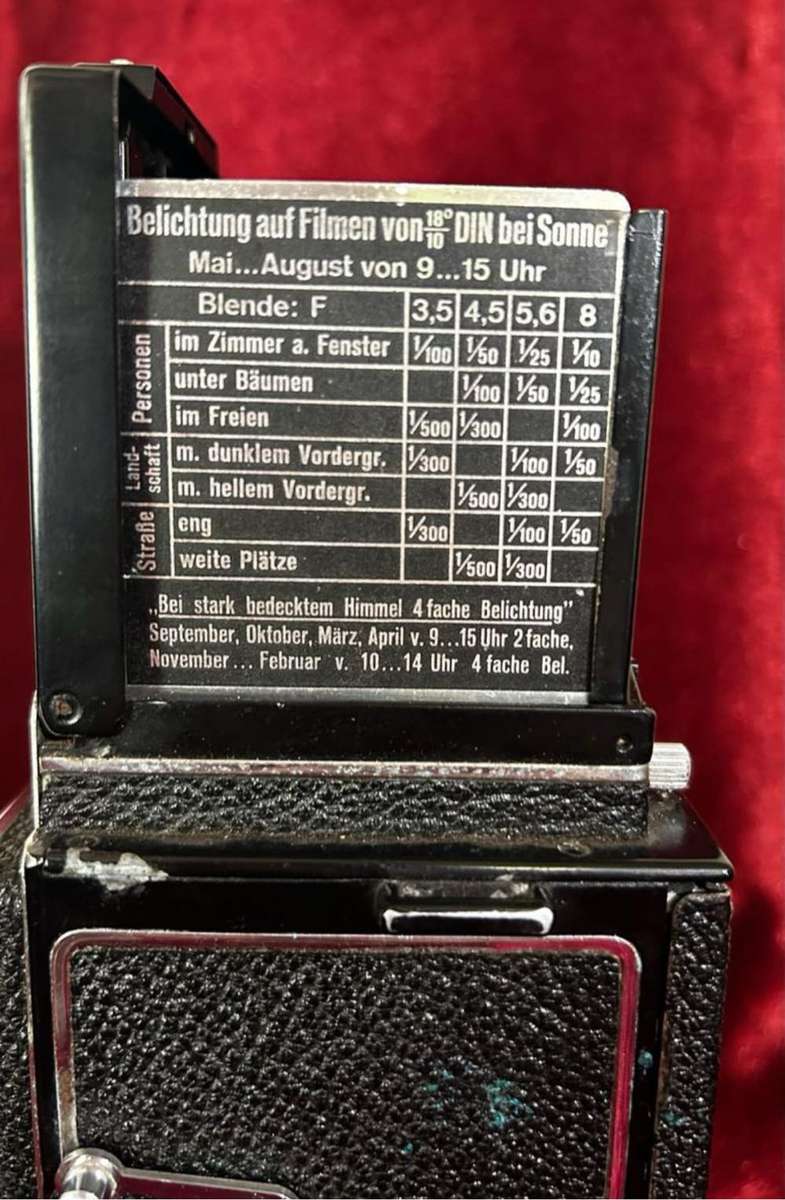 Belichtung auf Filmen von 18°/10 DIN bei Sonne
Mai...August von 9...15 Uhr
Blende: F 3,5 4,5 5,6 8
Personen
im Zimmer a. Fenster 1/100 1/50 1/25 1/10
unter Bäumen 1/100 1/50 1/25
im Freien 1/500 1/300 1/100
Land-
schaft
m. dunklem Vordergr. 1/300 1/100 1/50
m. hellem Vordergr. 1/500 1/300
Straße
eng 1/300 1/100 1/50
weite Plätze 1/500 1/300
„Bei stark bedecktem Himmel 4 fache Belichtung”
September, Oktober, März, April v. 9...15 Uhr 2 fache,
November... Februar v. 10...14 Uhr 4 fache Bel.